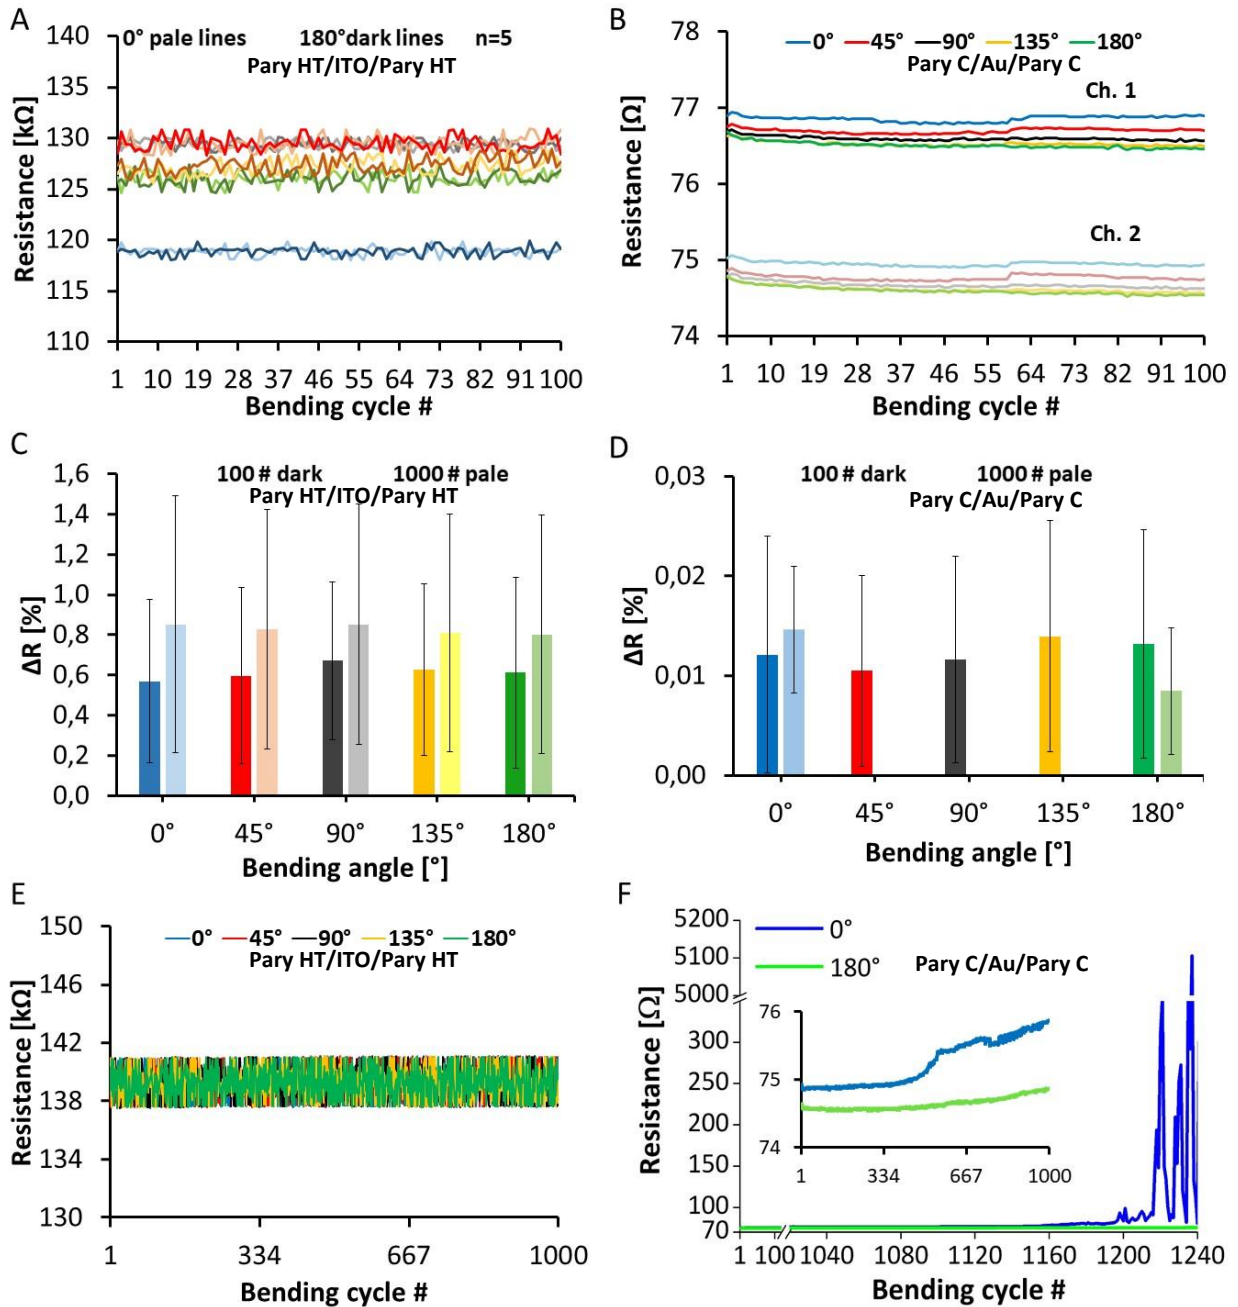 A
0° pale lines 180°dark lines n=5
Pary HT/ITO/Pary HT
Resistance [kΩ]
140
135
130
125
120
115
110
1 10 19 28 37 46 55 64 73 82 91 100
Bending cycle #
B
0° 45° 90° 135° 180°
Pary C/Au/Pary C
Ch. 1
Ch. 2
Resistance [Ω]
78
77
76
75
74
1 10 19 28 37 46 55 64 73 82 91 100
Bending cycle #
C
100 # dark 1000 # pale
Pary HT/ITO/Pary HT
ΔR [%]
1,6
1,4
1,2
1,0
0,8
0,6
0,4
0,2
0,0
0° 45° 90° 135° 180°
Bending angle [°]
D
100 # dark 1000 # pale
Pary C/Au/Pary C
ΔR [%]
0,03
0,02
0,01
0,00
0° 45° 90° 135° 180°
Bending angle [°]
E
0° 45° 90° 135° 180°
Pary HT/ITO/Pary HT
Resistance [kΩ]
150
146
142
138
134
130
1 334 667 1000
Bending cycle #
F
0°
180°
Pary C/Au/Pary C
Resistance [Ω]
5200
5100
5000
300
250
200
150
100
70
76
75
74
1 334 667 1000
1 1000 1040 1080 1120 1160 1200 1240
Bending cycle #